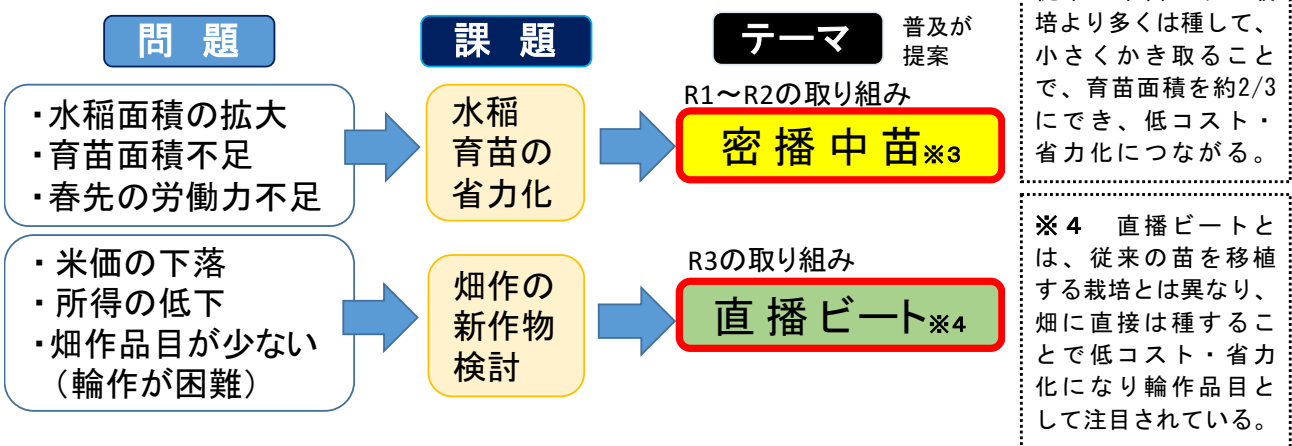 問 題
課 題
テーマ
普及が
提案
・水稲面積の拡大
・育苗面積不足
・春先の労働力不足
水稲
育苗の
省力化
R1～R2の取り組み
密 播 中 苗※3
・ 米価の下落
・ 所得の低下
・畑作品目が少ない
（輪作が困難）
畑作の
新作物
検討
R3の取り組み
直 播 ビート※4
培より多くは種して、
小さくかき取ること
で、育苗面積を約2/3
にでき、低コスト・
省力化につながる。
※４　直播ビートと
は、従来の苗を移植
する栽培とは異なり、
畑に直接は種するこ
とで低コスト・省力
化になり輪作品目と
して注目されている。